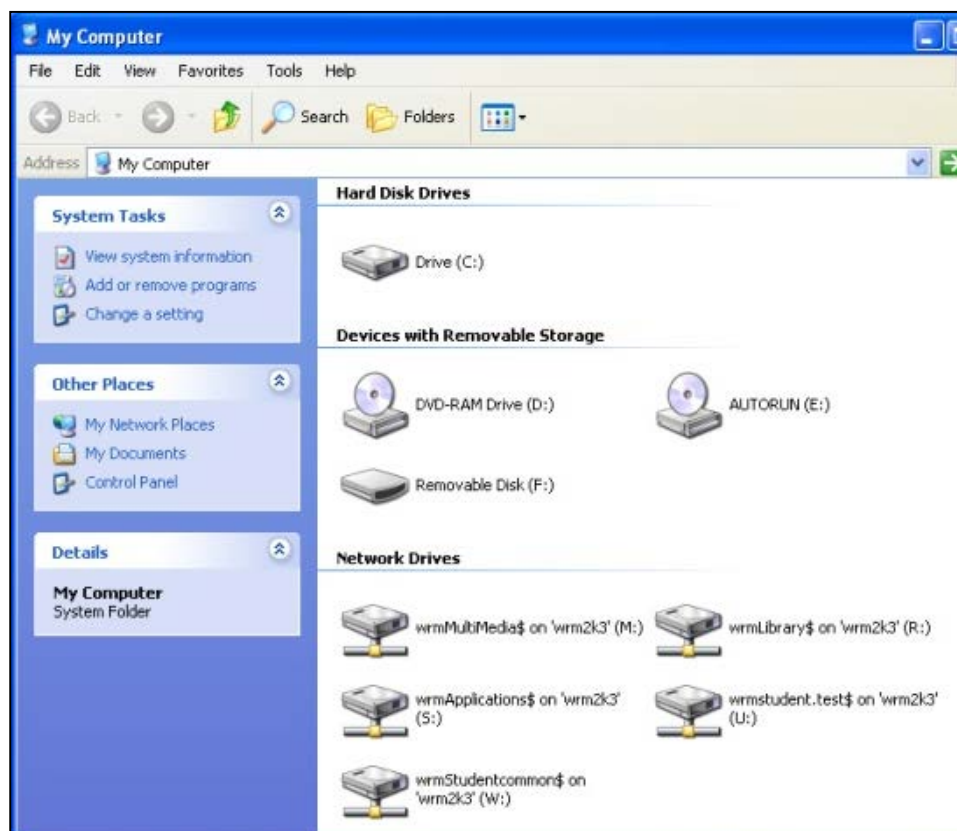 My Computer
File Edit View Favorites Tools Help
Back Search Folders
Address My Computer
System Tasks
View system information
Add or remove programs
Change a setting
Other Places
My Network Places
My Documents
Control Panel
Details
My Computer
System Folder
Hard Disk Drives
Drive (C:)
Devices with Removable Storage
DVD-RAM Drive (D:)
AUTORUN (E:)
Removable Disk (F:)
Network Drives
wrmMultiMedia$ on 'wrm2k3' (M:)
wrmLibrary$ on 'wrm2k3' (R:)
wrmApplications$ on 'wrm2k3'
(S:)
wrmstudent.test$ on 'wrm2k3'
(U:)
wrmStudentcommon$ on
'wrm2k3' (W:)